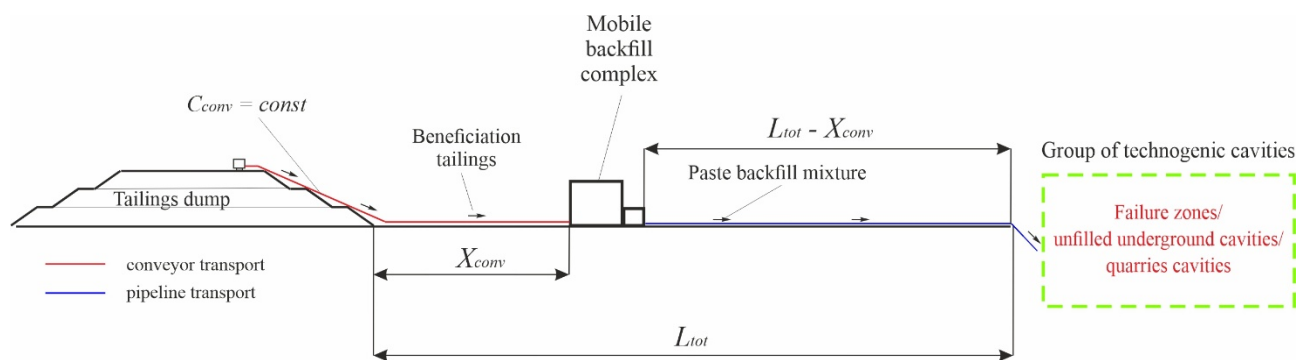 Mobile
backfill
complex
Cconv = const
Beneficiation
tailings
Ltot - Xconv
Group of technogenic cavities
Paste backfill mixture
Tailings dump
Failure zones/
unfilled underground cavities/
quarries cavities
Xconv
conveyor transport
pipeline transport
Ltot